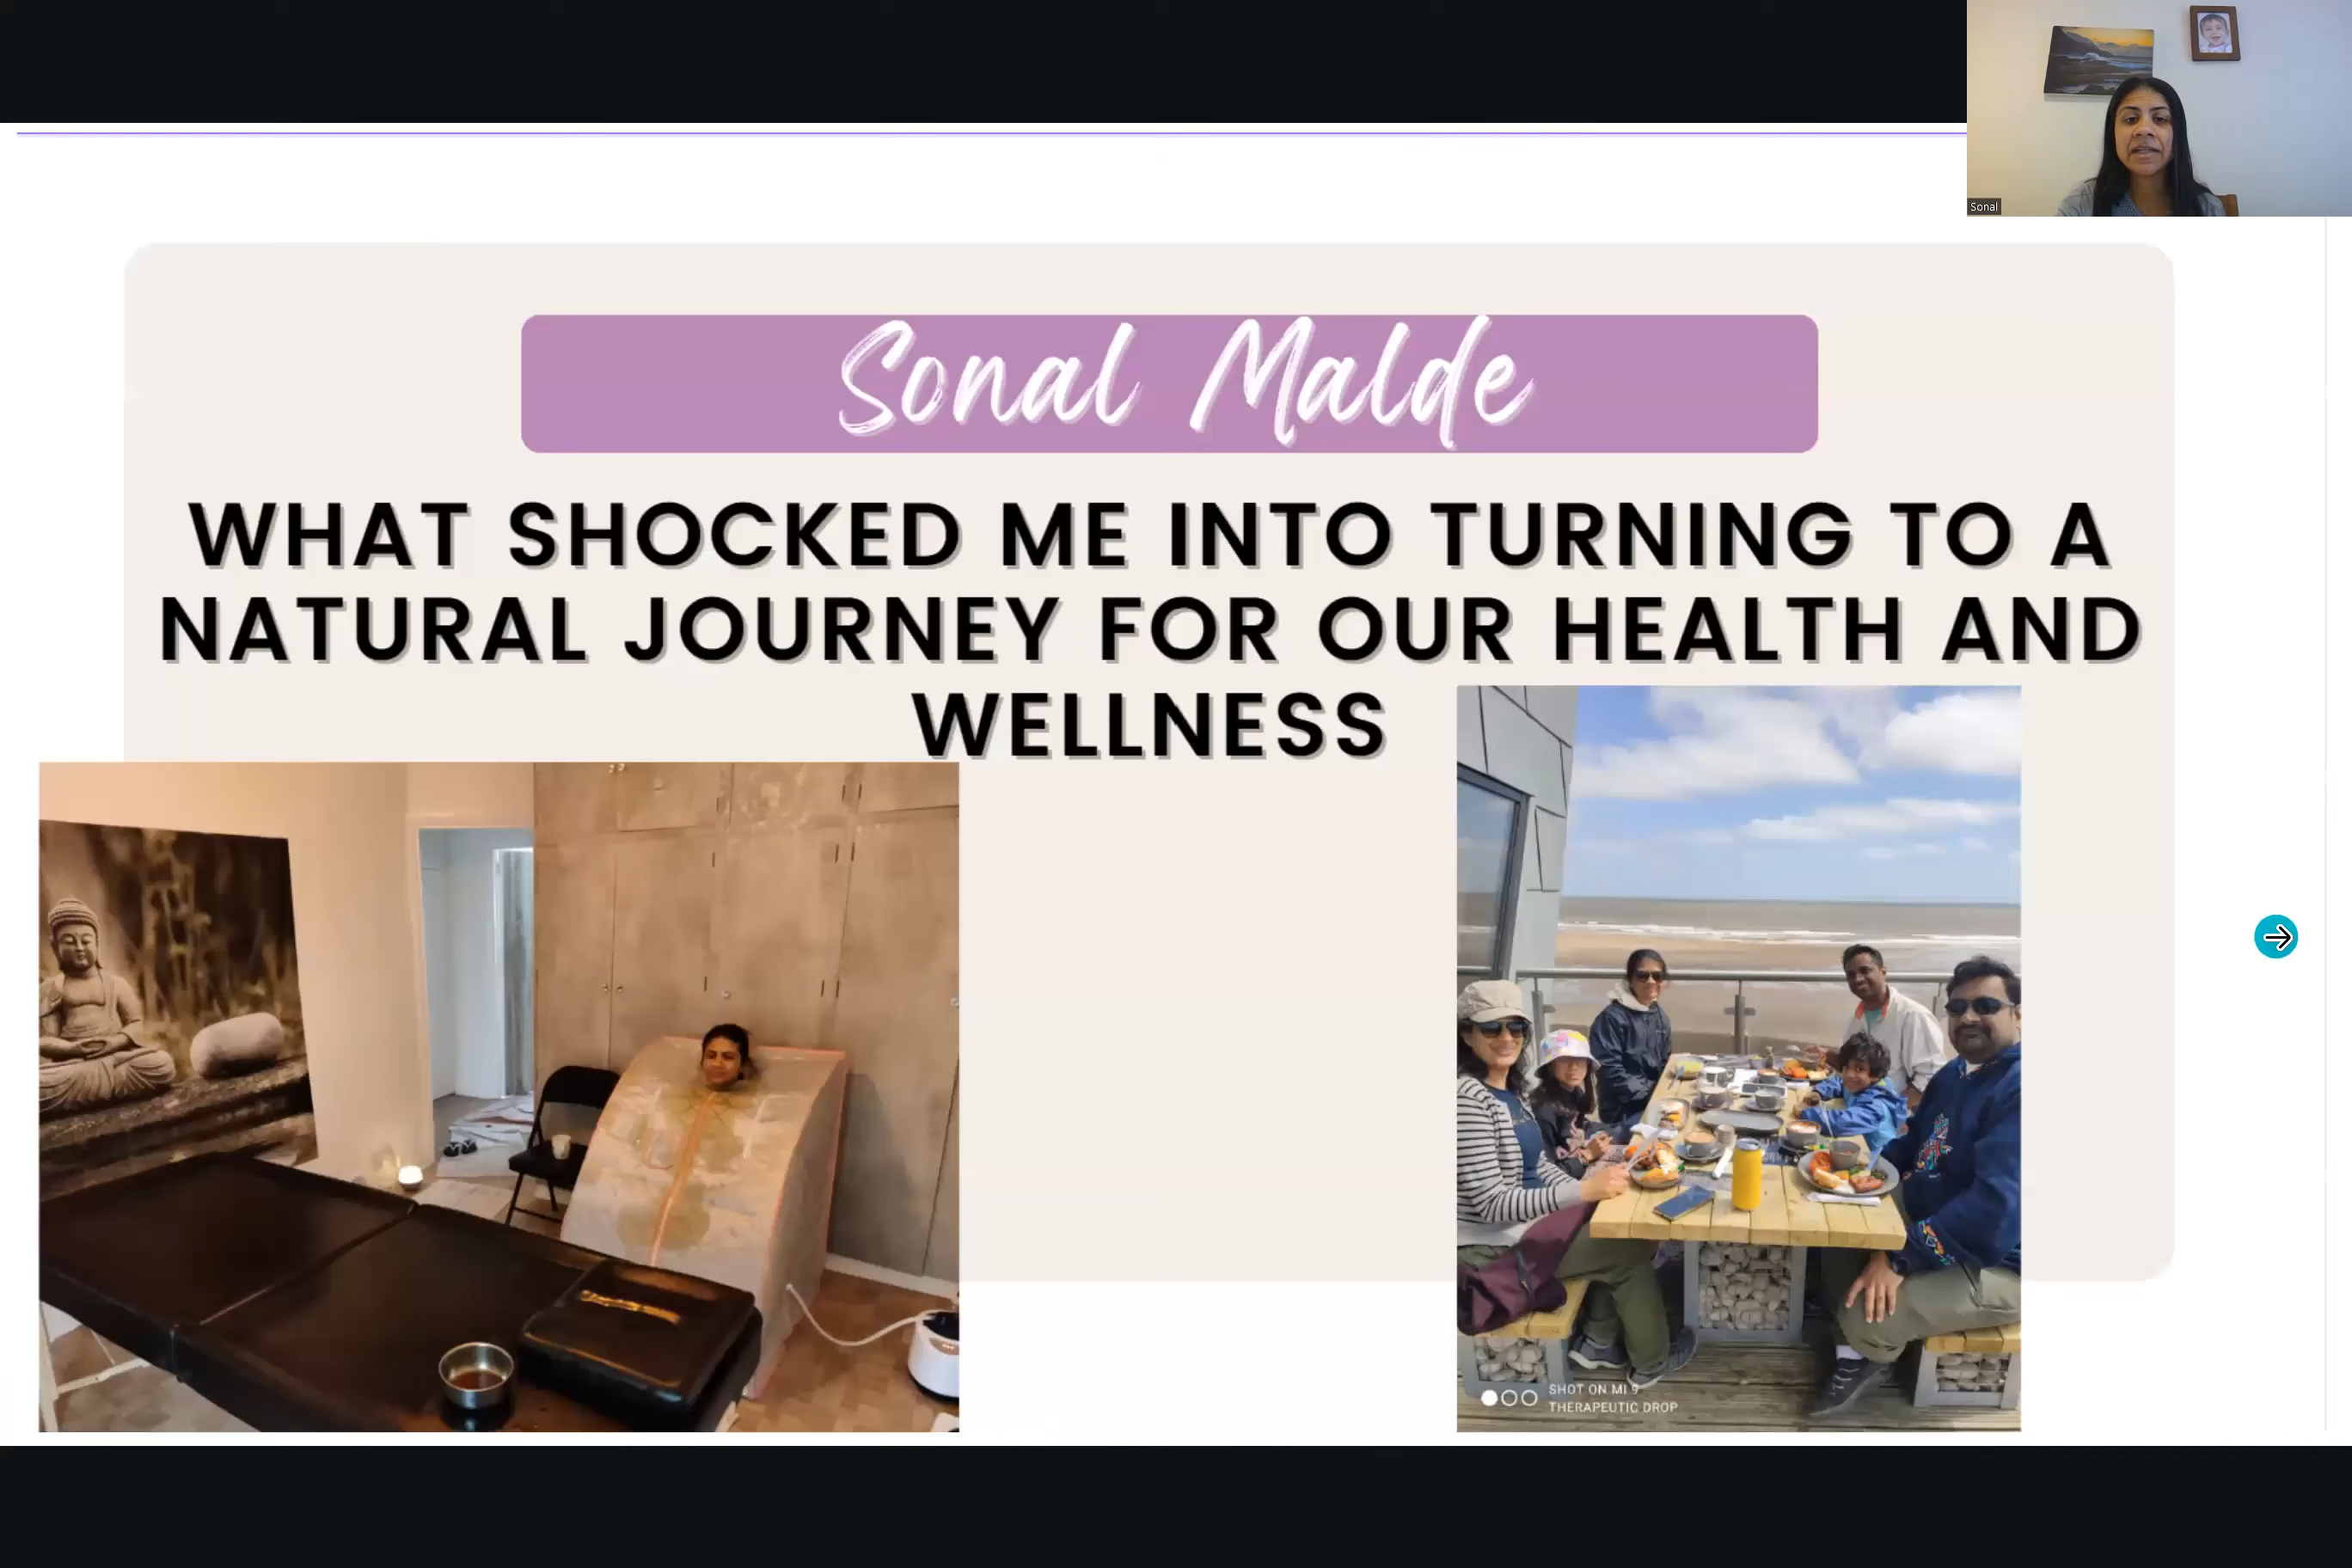 Sonal
Sonal Malde
WHAT SHOCKED ME INTO TURNING TO A
NATURAL JOURNEY FOR OUR HEALTH AND
WELLNESS
SHOT ON MI 9
THERAPEUTIC DROP